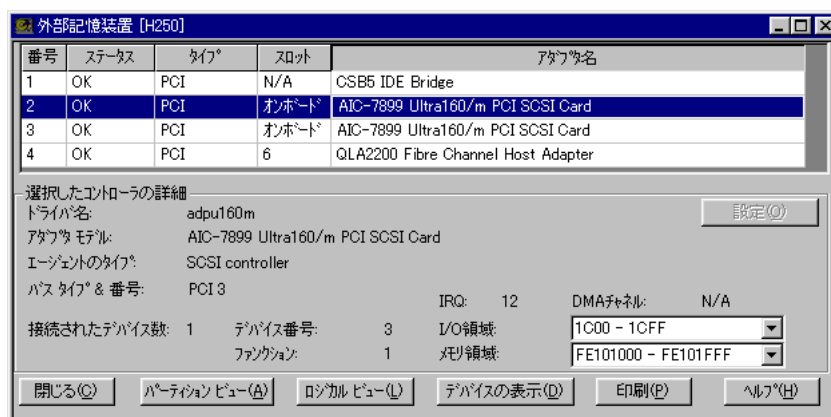 外部記憶装置 [H250]
番号 ステータス タイプ スロット アダプタ名
1 OK PCI N/A CSB5 IDE Bridge
2 OK PCI オンボード AIC-7899 Ultra160/m PCI SCSI Card
3 OK PCI オンボード AIC-7899 Ultra160/m PCI SCSI Card
4 OK PCI 6 QLA2200 Fibre Channel Host Adapter
選択したコントローラの詳細
ドライバ名: adpu160m 設定(O)
アダプタ モデル: AIC-7899 Ultra160/m PCI SCSI Card
エージェントのタイプ: SCSI controller
バス タイプ & 番号: PCI 3
IRQ: 12 DMAチャネル: N/A
接続されたデバイス数: 1 デバイス番号: 3 I/O領域: 1C00 - 1CFF
ファンクション: 1 メモリ領域: FE101000 - FE101FFF
閉じる(C) パーティション ビュー(A) ロジカル ビュー(L) デバイスの表示(D) 印刷(P) ヘルプ(H)